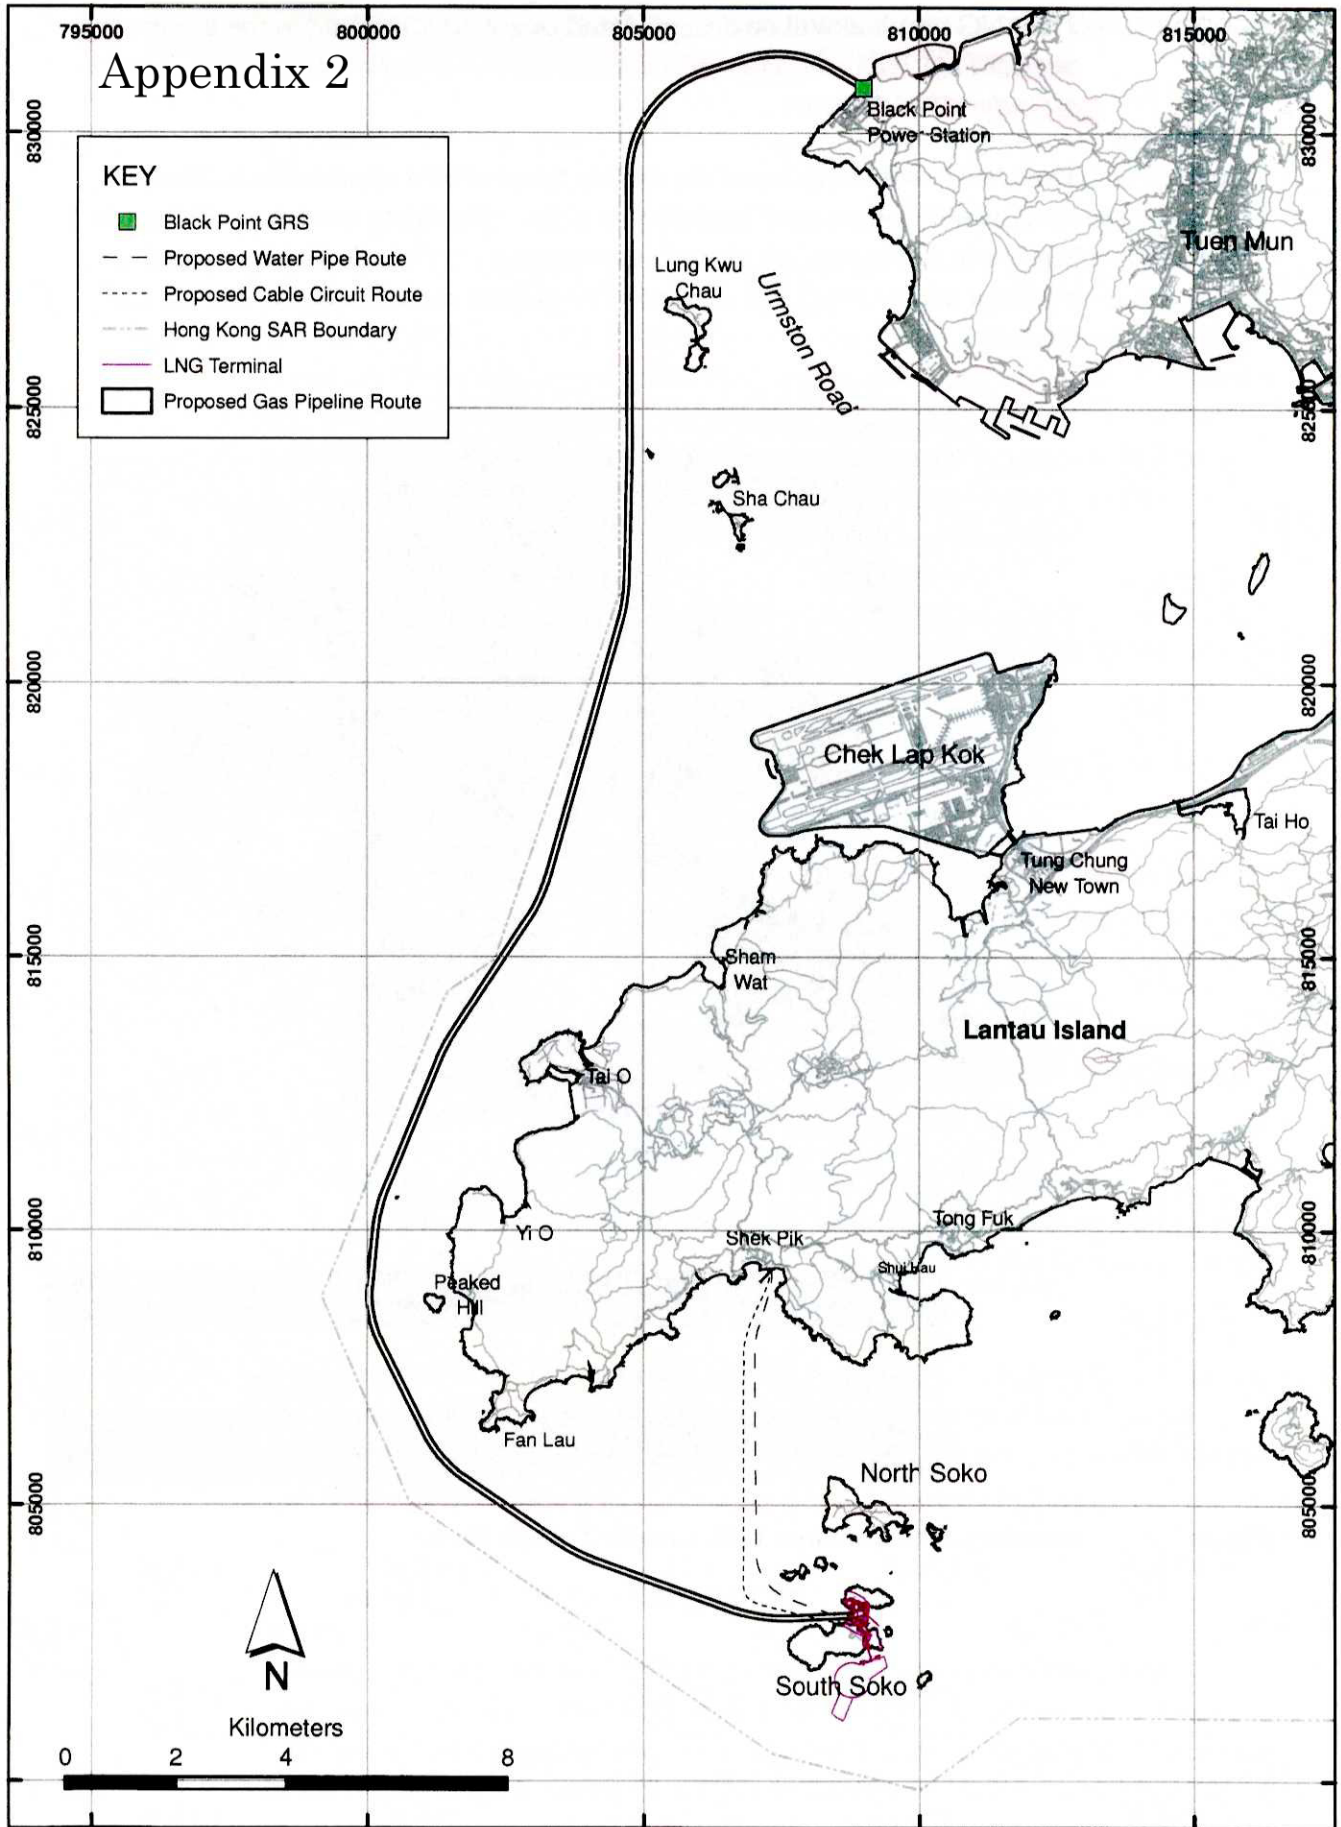 795000
800000
805000
810000
815000
Appendix 2
830000
830000
KEY
Black Point GRS
Proposed Water Pipe Route
Proposed Cable Circuit Route
Hong Kong SAR Boundary
LNG Terminal
Proposed Gas Pipeline Route
Black Point
Power Station
Tuen Mun
Lung Kwu
Chau
Urmston Road
825000
825000
Sha Chau
820000
820000
Chek Lap Kok
Tai Ho
Tung Chung
New Town
815000
815000
Sham
Wat
Lantau Island
Tai O
810000
810000
Yi O
Shek Pik
Tong Fuk
Shui Hau
Peaked
Hill
Fan Lau
North Soko
805000
805000
South Soko
N
Kilometers
0
2
4
8